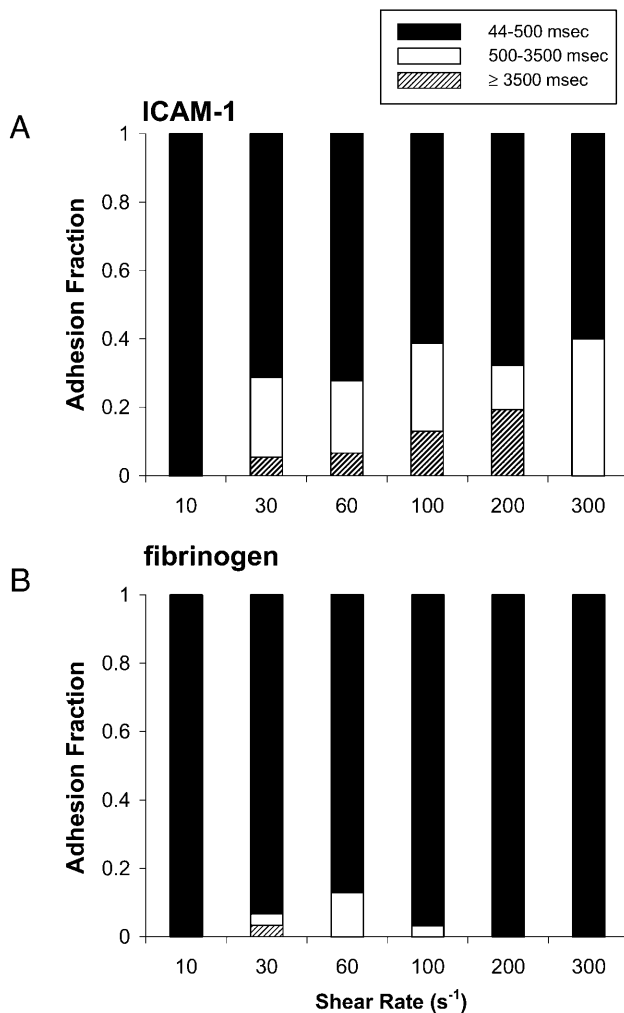 44-500 msec
500-3500 msec
≥ 3500 msec
A
ICAM-1
1
0.8
0.6
0.4
0.2
0
Adhesion Fraction
10 30 60 100 200 300
B
fibrinogen
1
0.8
0.6
0.4
0.2
0
Adhesion Fraction
10 30 60 100 200 300
Shear Rate (s⁻¹)